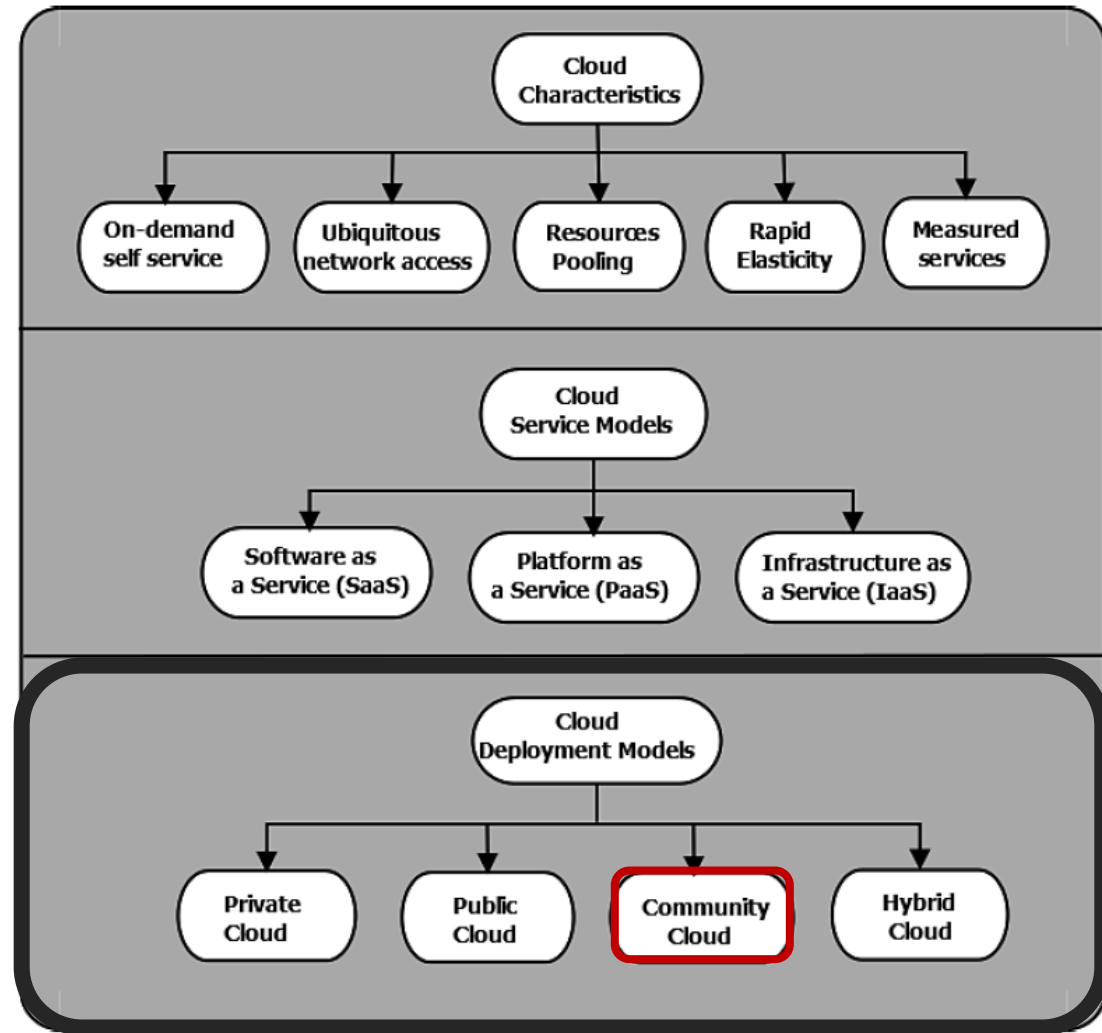 Cloud
Characteristics
On-demand
self service
Ubiquitous
network access
Resources
Pooling
Rapid
Elasticity
Measured
services
Cloud
Service Models
Software as
a Service (SaaS)
Platform as
a Service (PaaS)
Infrastructure as
a Service (IaaS)
Cloud
Deployment Models
Private
Cloud
Public
Cloud
Community
Cloud
Hybrid
Cloud